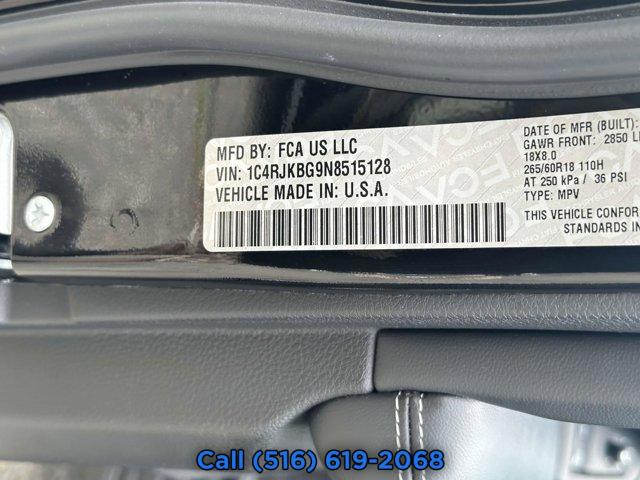 MFD BY: FCA US LLC
VIN: 1C4RJKBG9N8515128
VEHICLE MADE IN: U.S.A.
DATE OF MFR (BUILT):
GAWR FRONT: 2850
18X8.0
265/60R18 110H
AT 250 kPa / 36 PSI
TYPE: MPV
THIS VEHICLE
STANDARDS IN
Call (516) 619-2068